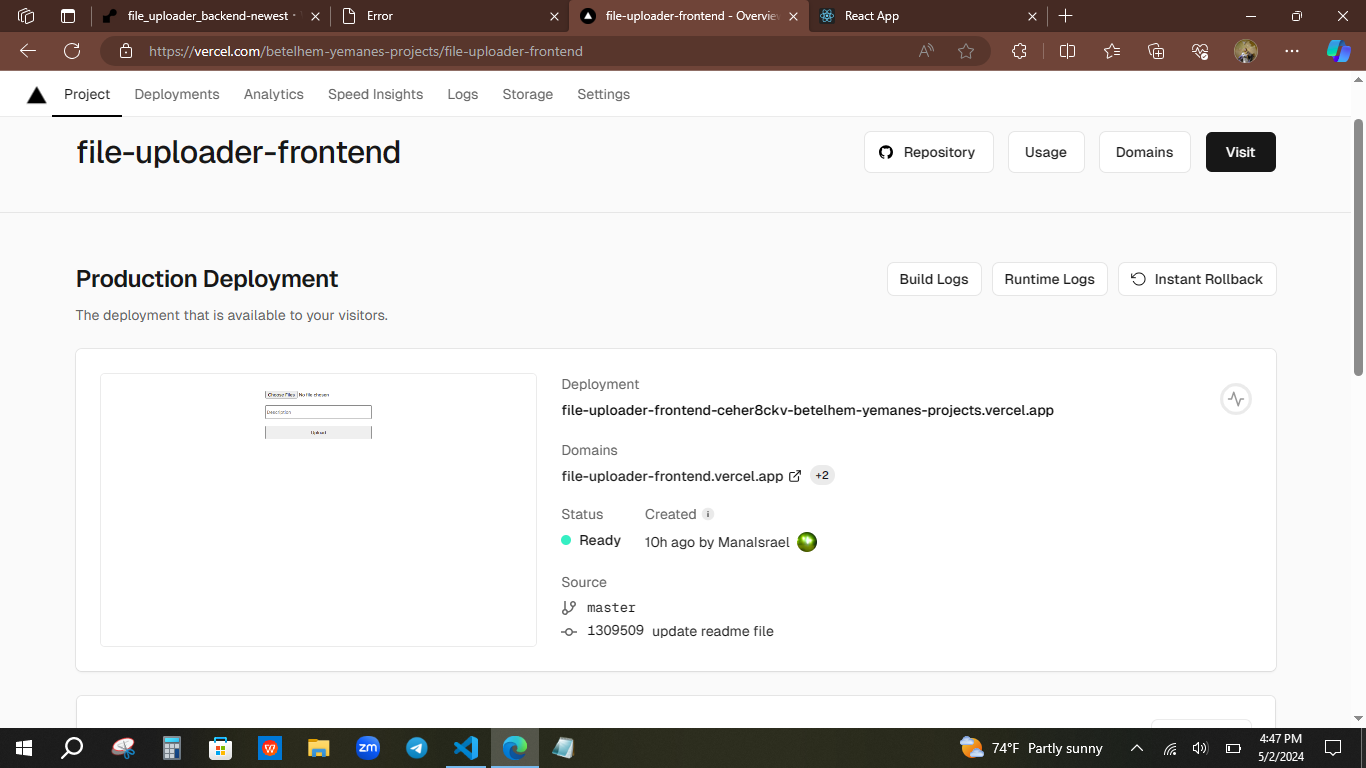 file_uploader_backend-newest ·
Error
file-uploader-frontend - Overvie
React App
https://vercel.com/betelhem-yemanes-projects/file-uploader-frontend
Project Deployments Analytics Speed Insights Logs Storage Settings
file-uploader-frontend
Repository Usage Domains Visit
Production Deployment
Build Logs Runtime Logs Instant Rollback
The deployment that is available to your visitors.
Choose Files No file chosen
Description
Upload
Deployment
file-uploader-frontend-ceher8ckv-betelhem-yemanes-projects.vercel.app
Domains
file-uploader-frontend.vercel.app +2
Status Created
Ready 10h ago by ManaIsrael
Source
master
1309509 update readme file
zm
74°F Partly sunny
4:47 PM
5/2/2024